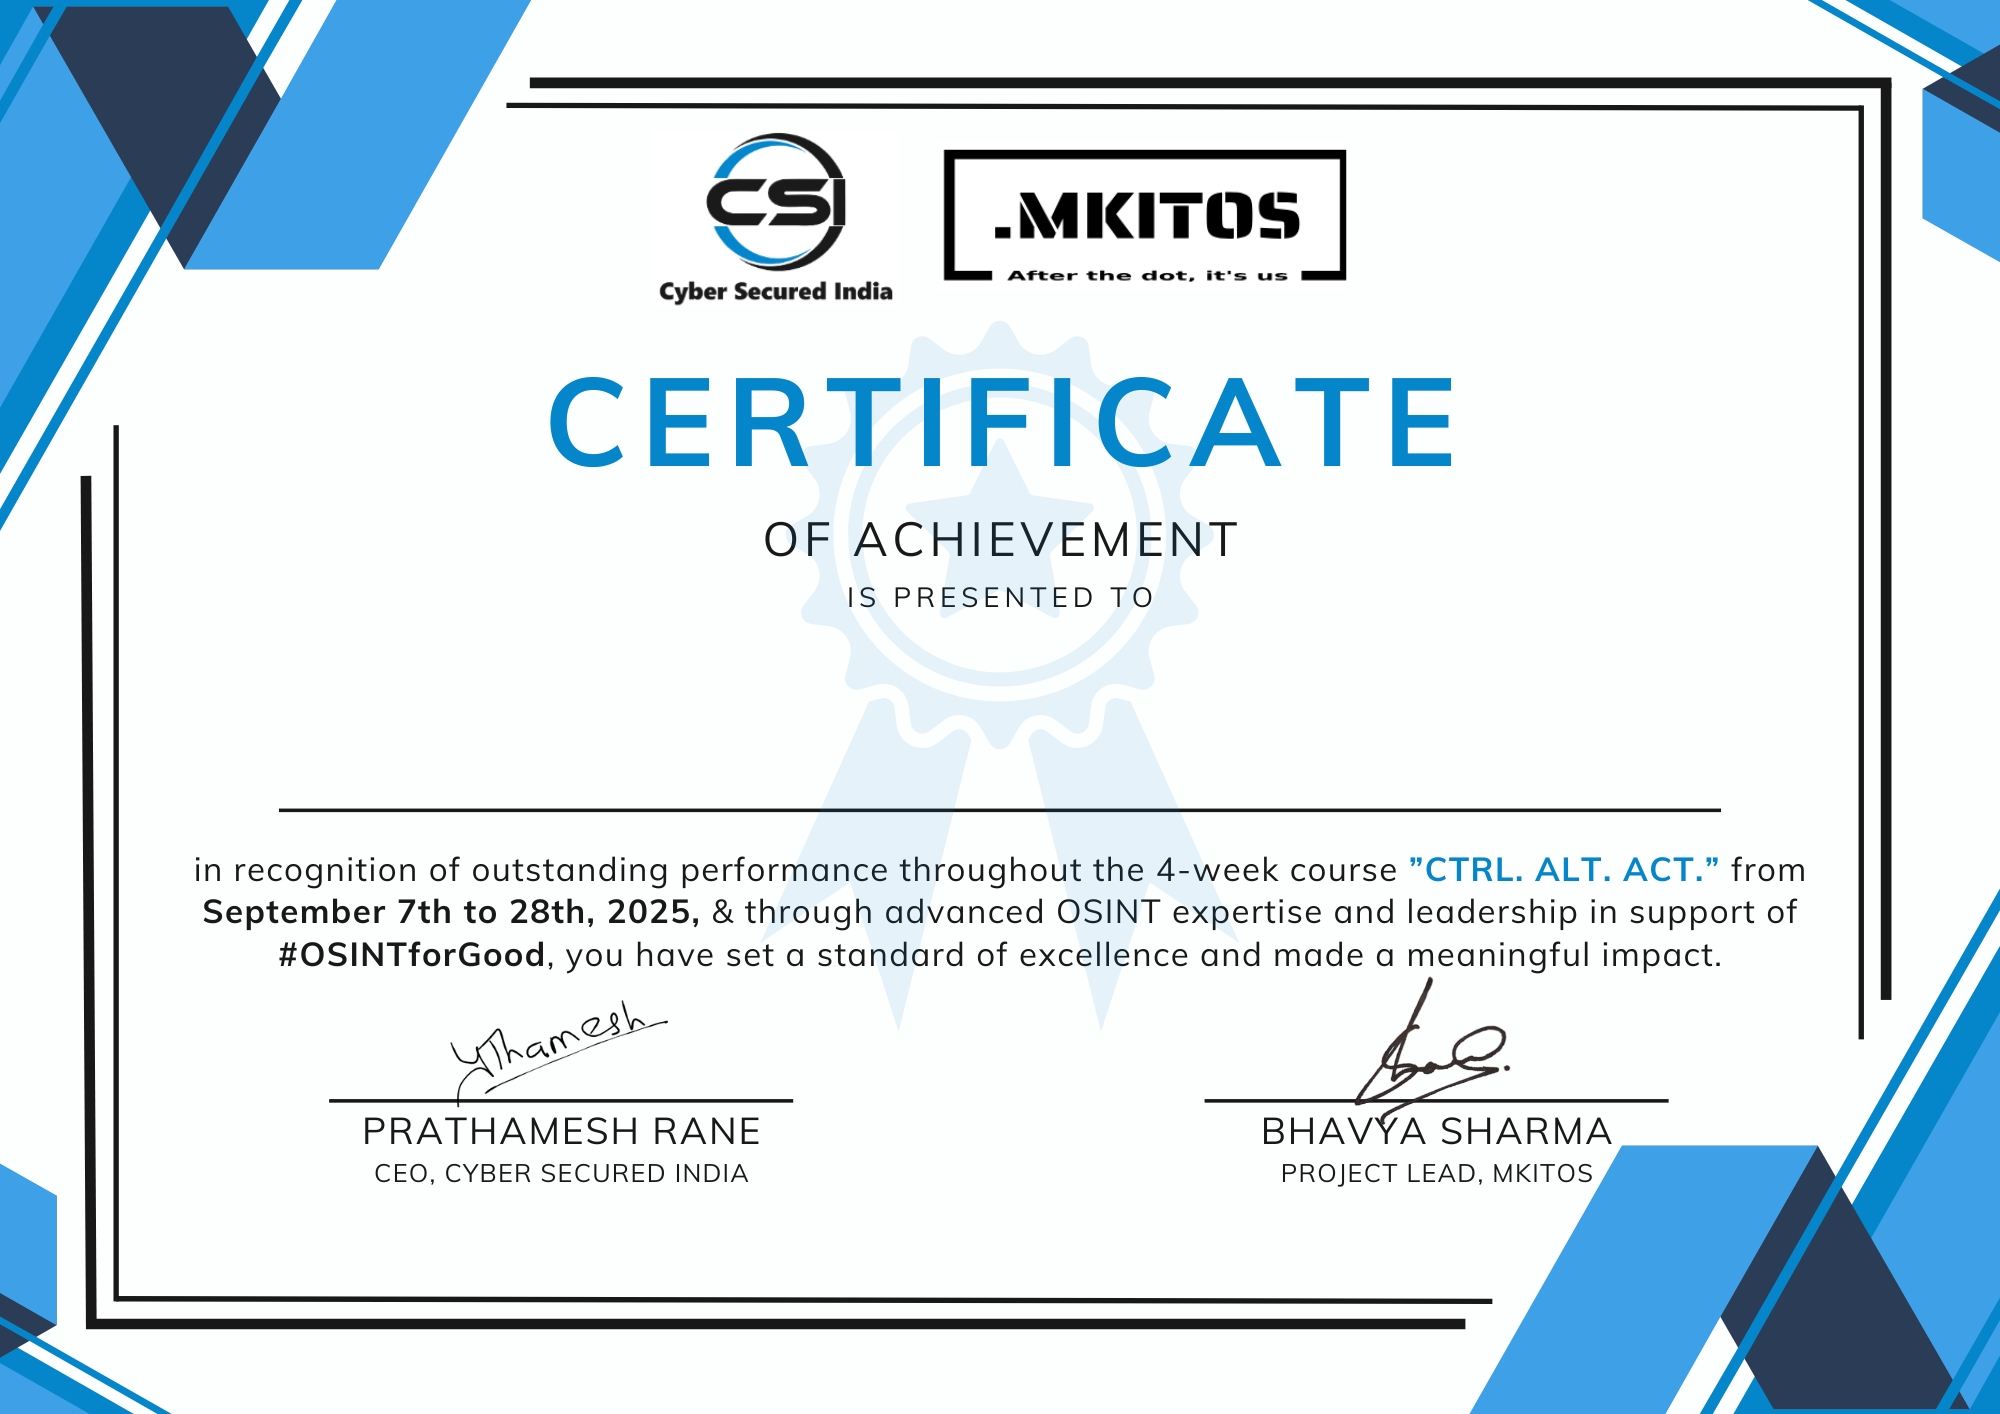 CSI
Cyber Secured India
.MKITOS
After the dot, it's us
CERTIFICATE
OF ACHIEVEMENT
IS PRESENTED TO
in recognition of outstanding performance throughout the 4-week course ”CTRL. ALT. ACT.” from
September 7th to 28th, 2025, & through advanced OSINT expertise and leadership in support of
#OSINTforGood, you have set a standard of excellence and made a meaningful impact.
PRATHAMESH RANE
CEO, CYBER SECURED INDIA
BHAVYA SHARMA
PROJECT LEAD, MKITOS